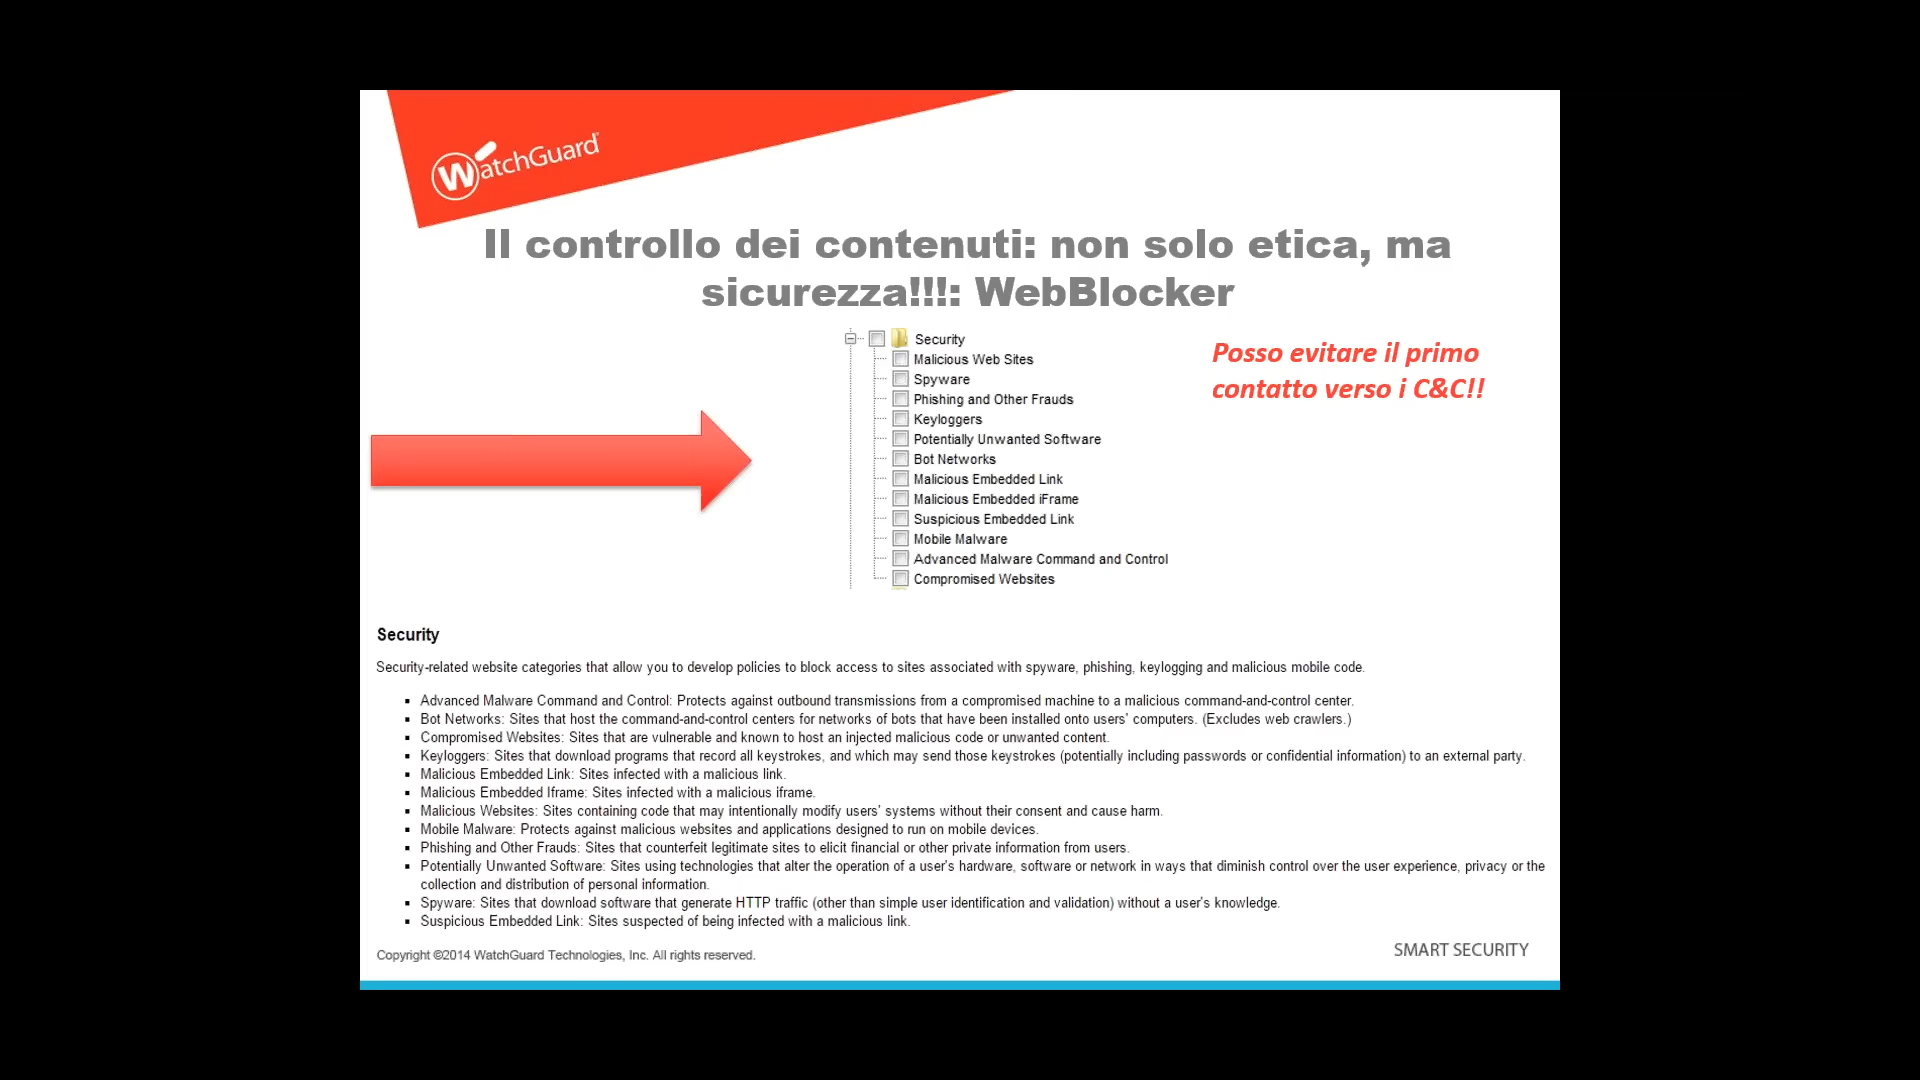 WatchGuard
Il controllo dei contenuti: non solo etica, ma
sicurezza!!!: WebBlocker
Security
Malicious Web Sites
Spyware
Phishing and Other Frauds
Keyloggers
Potentially Unwanted Software
Bot Networks
Malicious Embedded Link
Malicious Embedded iFrame
Suspicious Embedded Link
Mobile Malware
Advanced Malware Command and Control
Compromised Websites
Posso evitare il primo
contatto verso i C&C!!
Security
Security-related website categories that allow you to develop policies to block access to sites associated with spyware, phishing, keylogging and malicious mobile code.
▪ Advanced Malware Command and Control: Protects against outbound transmissions from a compromised machine to a malicious command-and-control center.
▪ Bot Networks: Sites that host the command-and-control centers for networks of bots that have been installed onto users' computers. (Excludes web crawlers.)
▪ Compromised Websites: Sites that are vulnerable and known to host an injected malicious code or unwanted content.
▪ Keyloggers: Sites that download programs that record all keystrokes, and which may send those keystrokes (potentially including passwords or confidential information) to an external party.
▪ Malicious Embedded Link: Sites infected with a malicious link.
▪ Malicious Embedded Iframe: Sites infected with a malicious iframe.
▪ Malicious Websites: Sites containing code that may intentionally modify users' systems without their consent and cause harm.
▪ Mobile Malware: Protects against malicious websites and applications designed to run on mobile devices.
▪ Phishing and Other Frauds: Sites that counterfeit legitimate sites to elicit financial or other private information from users.
▪ Potentially Unwanted Software: Sites using technologies that alter the operation of a user's hardware, software or network in ways that diminish control over the user experience, privacy or the
collection and distribution of personal information.
▪ Spyware: Sites that download software that generate HTTP traffic (other than simple user identification and validation) without a user's knowledge.
▪ Suspicious Embedded Link: Sites suspected of being infected with a malicious link.
Copyright ©2014 WatchGuard Technologies, Inc. All rights reserved.
SMART SECURITY